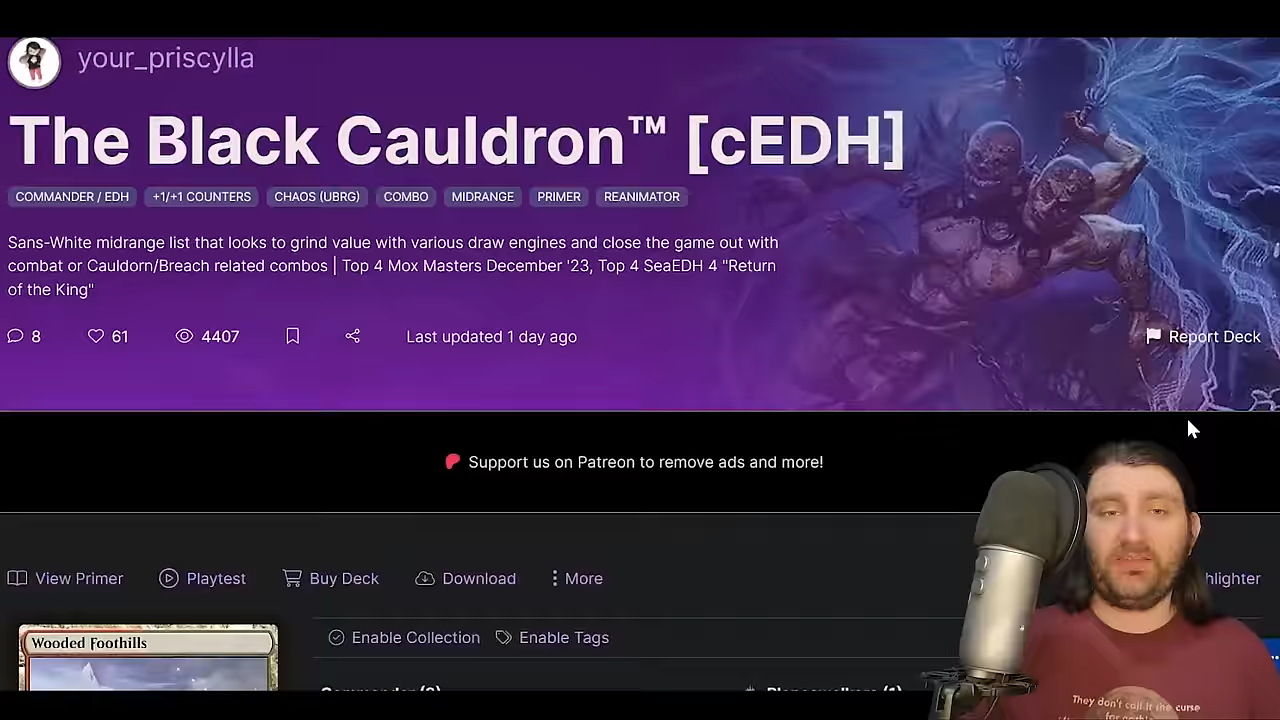 your_priscylla
The Black Cauldron™ [cEDH]
COMMANDER / EDH +1/+1 COUNTERS CHAOS (UBRG) COMBO MIDRANGE PRIMER REANIMATOR
Sans-White midrange list that looks to grind value with various draw engines and close the game out with
combat or Cauldorn/Breach related combos | Top 4 Mox Masters December '23, Top 4 SeaEDH 4 "Return
of the King"
8 61 4407 Last updated 1 day ago Report Deck
Support us on Patreon to remove ads and more!
View Primer Playtest Buy Deck Download More hlighter
Enable Collection Enable Tags
Wooded Foothills
They don't call it the curse